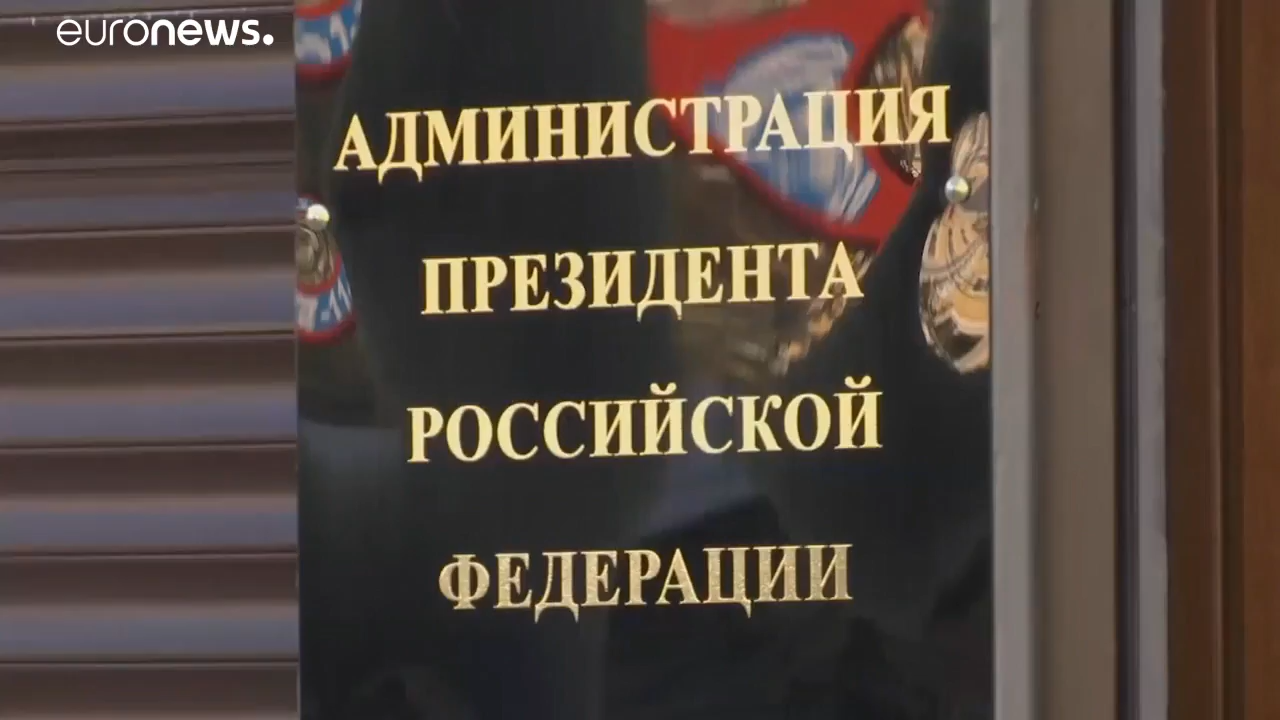 euronews.
АДМИНИСТРАЦИЯ
ПРЕЗИДЕНТА
РОССИЙСКОЙ
ФЕДЕРАЦИИ